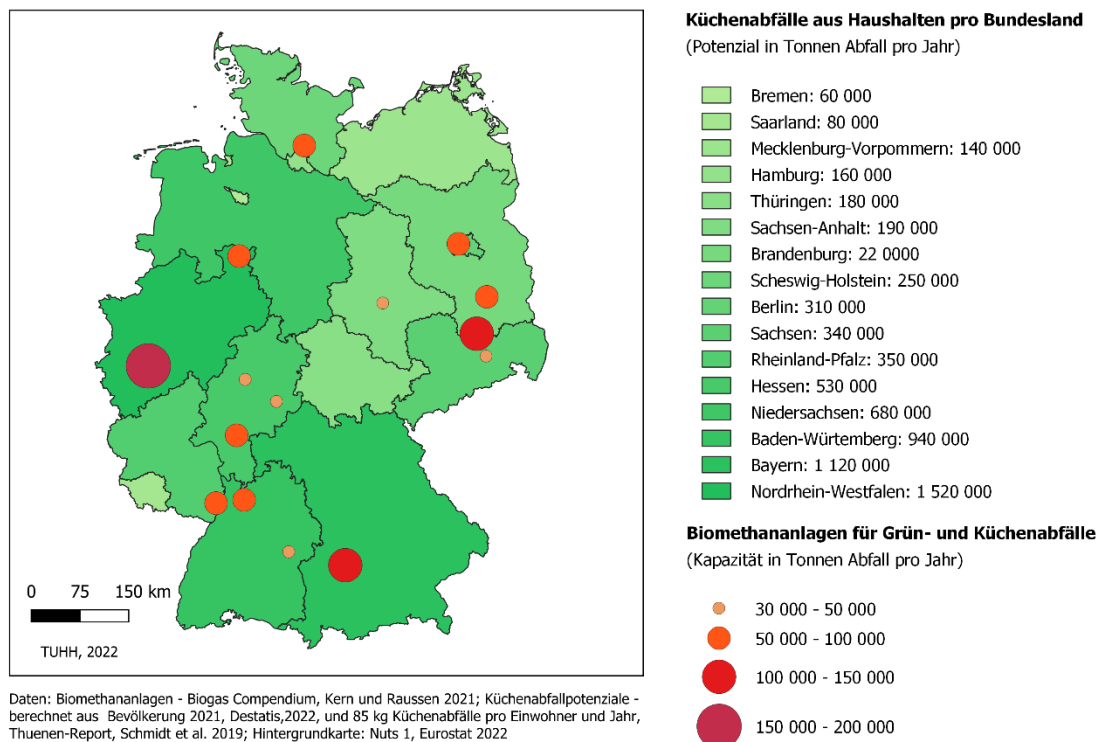 Küchenabfälle aus Haushalten pro Bundesland
(Potenzial in Tonnen Abfall pro Jahr)
Bremen: 60 000
Saarland: 80 000
Mecklenburg-Vorpommern: 140 000
Hamburg: 160 000
Thüringen: 180 000
Sachsen-Anhalt: 190 000
Brandenburg: 22 0000
Scheswig-Holstein: 250 000
Berlin: 310 000
Sachsen: 340 000
Rheinland-Pfalz: 350 000
Hessen: 530 000
Niedersachsen: 680 000
Baden-Würtemberg: 940 000
Bayern: 1 120 000
Nordrhein-Westfalen: 1 520 000
Biomethananlagen für Grün- und Küchenabfälle
(Kapazität in Tonnen Abfall pro Jahr)
30 000 - 50 000
50 000 - 100 000
100 000 - 150 000
150 000 - 200 000
0 75 150 km
TUHH, 2022
Daten: Biomethananlagen - Biogas Compendium, Kern und Raussen 2021; Küchenabfallpotenziale -
berechnet aus Bevölkerung 2021, Destatis,2022, und 85 kg Küchenabfälle pro Einwohner und Jahr,
Thuenen-Report, Schmidt et al. 2019; Hintergrundkarte: Nuts 1, Eurostat 2022